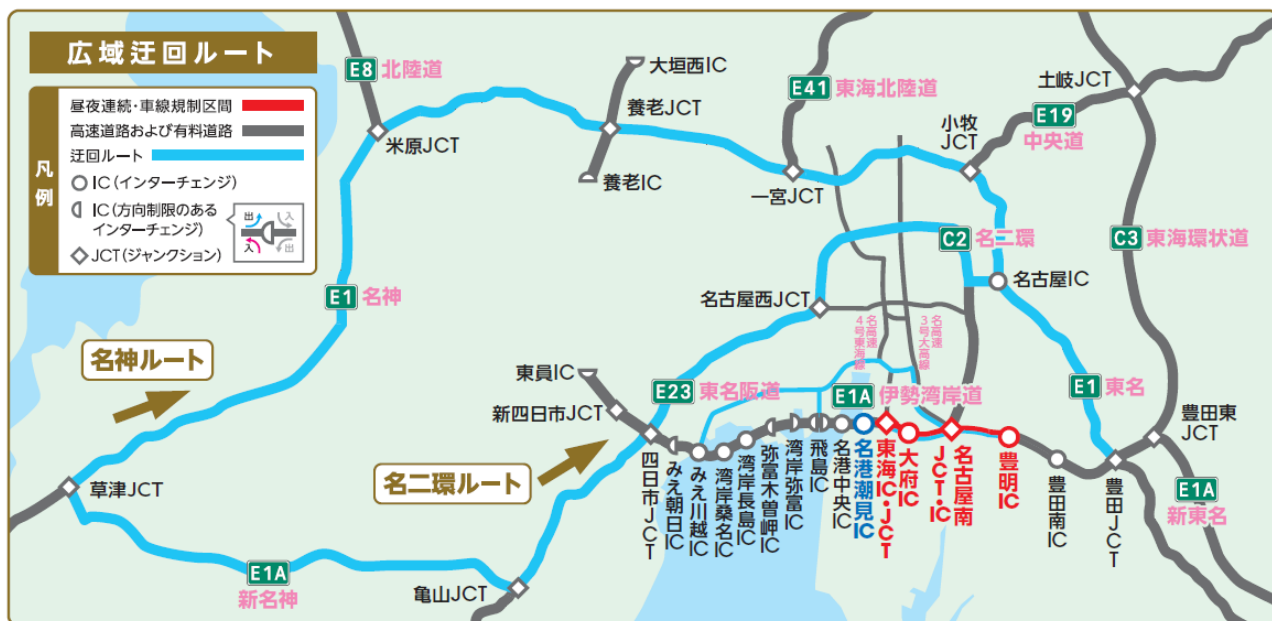 広域迂回ルート
凡例
昼夜連続・車線規制区間
高速道路および有料道路
迂回ルート
IC(インターチェンジ)
IC(方向制限のある
インターチェンジ)
JCT(ジャンクション)
出
入
入
出
E8 北陸道
大垣西IC
養老JCT
養老IC
米原JCT
E41 東海北陸道
一宮JCT
小牧
JCT
土岐JCT
E19
中央道
C2 名二環
C3 東海環状道
名古屋IC
E1 名神
名古屋西JCT
名高速
4号東海線
名高速
3号大高線
名神ルート
東員IC
新四日市JCT
E23 東名阪道
E1A 伊勢湾岸道
E1 東名
豊田東
JCT
名二環ルート
四日市JCT
みえ朝日IC
みえ川越IC
湾岸桑名IC
湾岸長島IC
弥富木曽岬IC
湾岸弥富IC
飛島IC
名港中央IC
名港潮見IC
東海IC・JCT
大府IC
名古屋南
JCT・IC
豊明IC
豊田南IC
豊田JCT
E1A
新東名
草津JCT
E1A
新名神
亀山JCT